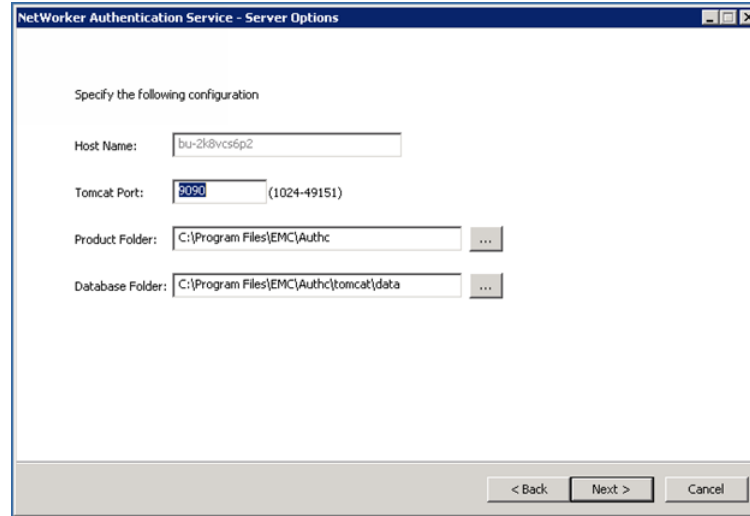 NetWorker Authentication Service - Server Options
Specify the following configuration
Host Name: bu-2k8vcs6p2
Tomcat Port: 9090 (1024-49151)
Product Folder: C:\Program Files\EMC\Authc ...
Database Folder: C:\Program Files\EMC\Authc\tomcat\data ...
< Back Next > Cancel